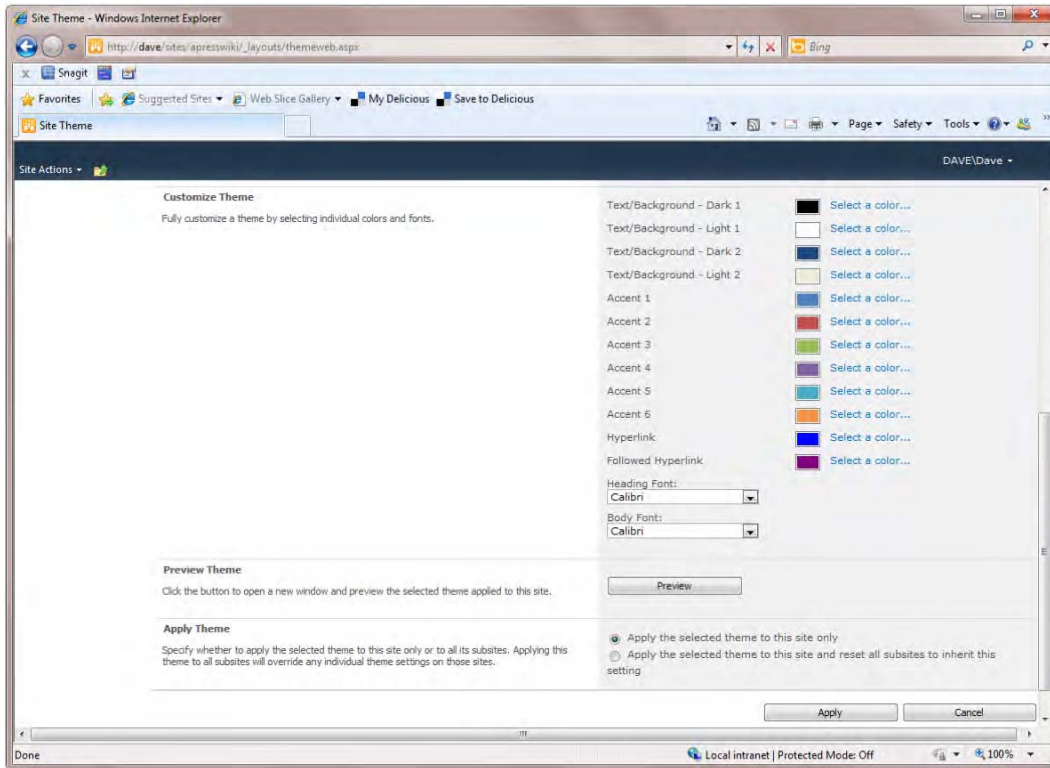 Site Theme - Windows Internet Explorer
http://dave/sites/apresswiki/_layouts/themeweb.aspx
Bing
x Snagit
Favorites Suggested Sites Web Slice Gallery My Delicious Save to Delicious
Site Theme Page Safety Tools »
Site Actions DAVE\Dave
Customize Theme
Fully customize a theme by selecting individual colors and fonts.
Text/Background - Dark 1 Select a color...
Text/Background - Light 1 Select a color...
Text/Background - Dark 2 Select a color...
Text/Background - Light 2 Select a color...
Accent 1 Select a color...
Accent 2 Select a color...
Accent 3 Select a color...
Accent 4 Select a color...
Accent 5 Select a color...
Accent 6 Select a color...
Hyperlink Select a color...
Followed Hyperlink Select a color...
Heading Font:
Calibri
Body Font:
Calibri
Preview Theme
Click the button to open a new window and preview the selected theme applied to this site.
Preview
Apply Theme
Specify whether to apply the selected theme to this site only or to all its subsites. Applying this
theme to all subsites will override any individual theme settings on those sites.
Apply the selected theme to this site only
Apply the selected theme to this site and reset all subsites to inherit this
setting
Apply Cancel
Done Local intranet | Protected Mode: Off 100%